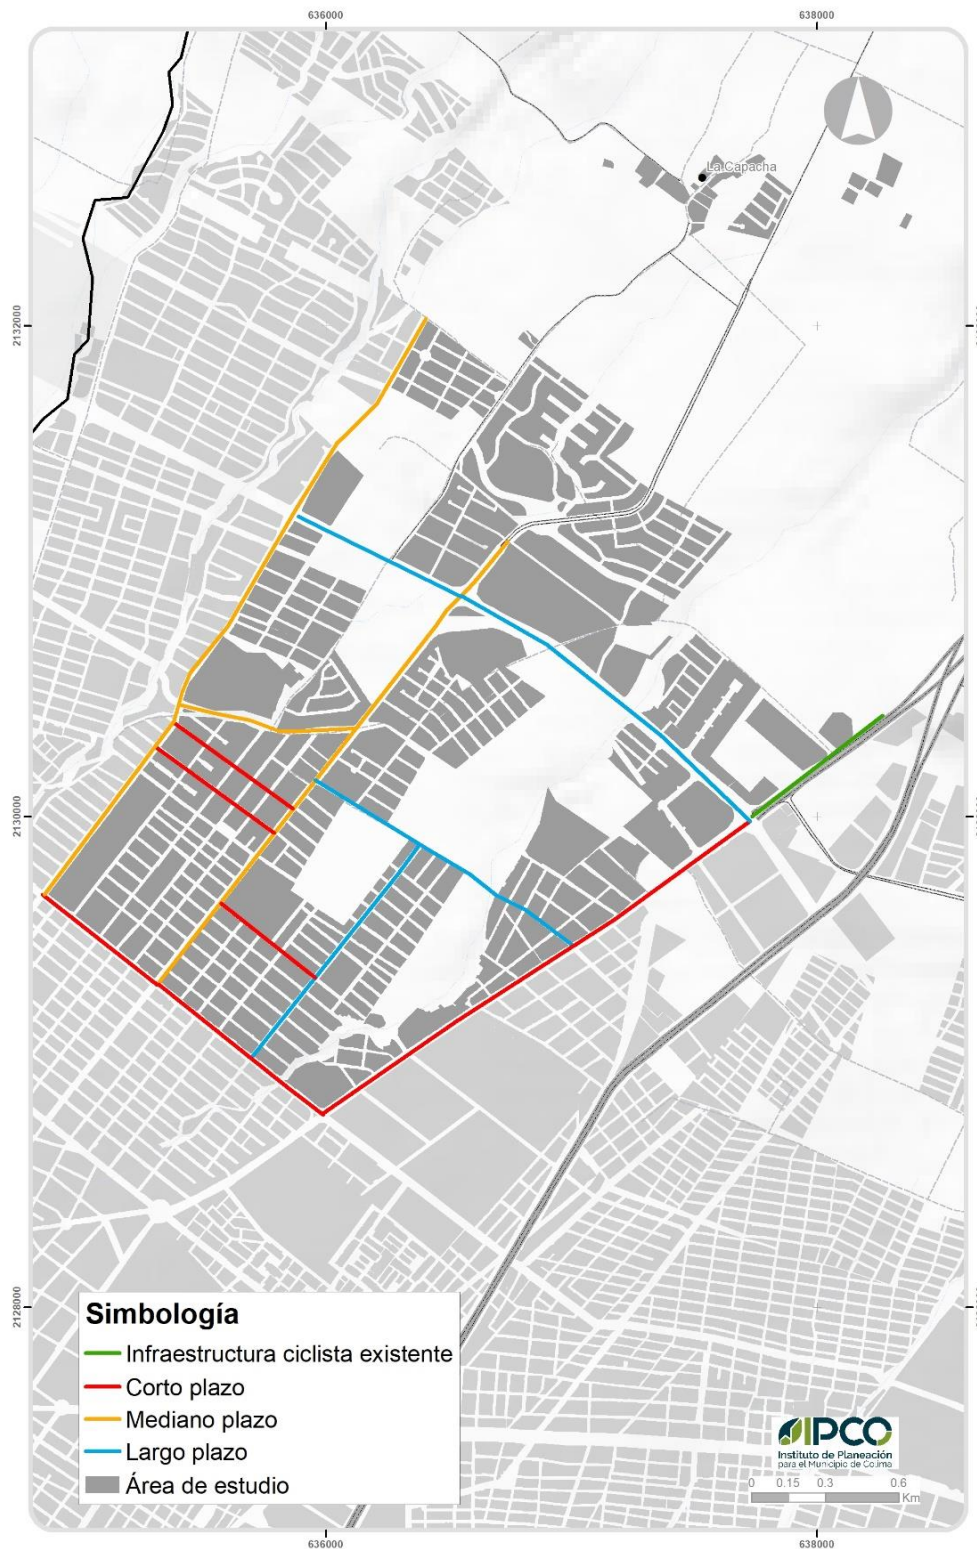 636000
638000
La Capacha
2132000
2130000
2128000
Simbología
Infraestructura ciclista existente
Corto plazo
Mediano plazo
Largo plazo
Área de estudio
IPCO
Instituto de Planeación
para el Municipio de Colima
0 0.15 0.3 0.6
Km
636000
638000